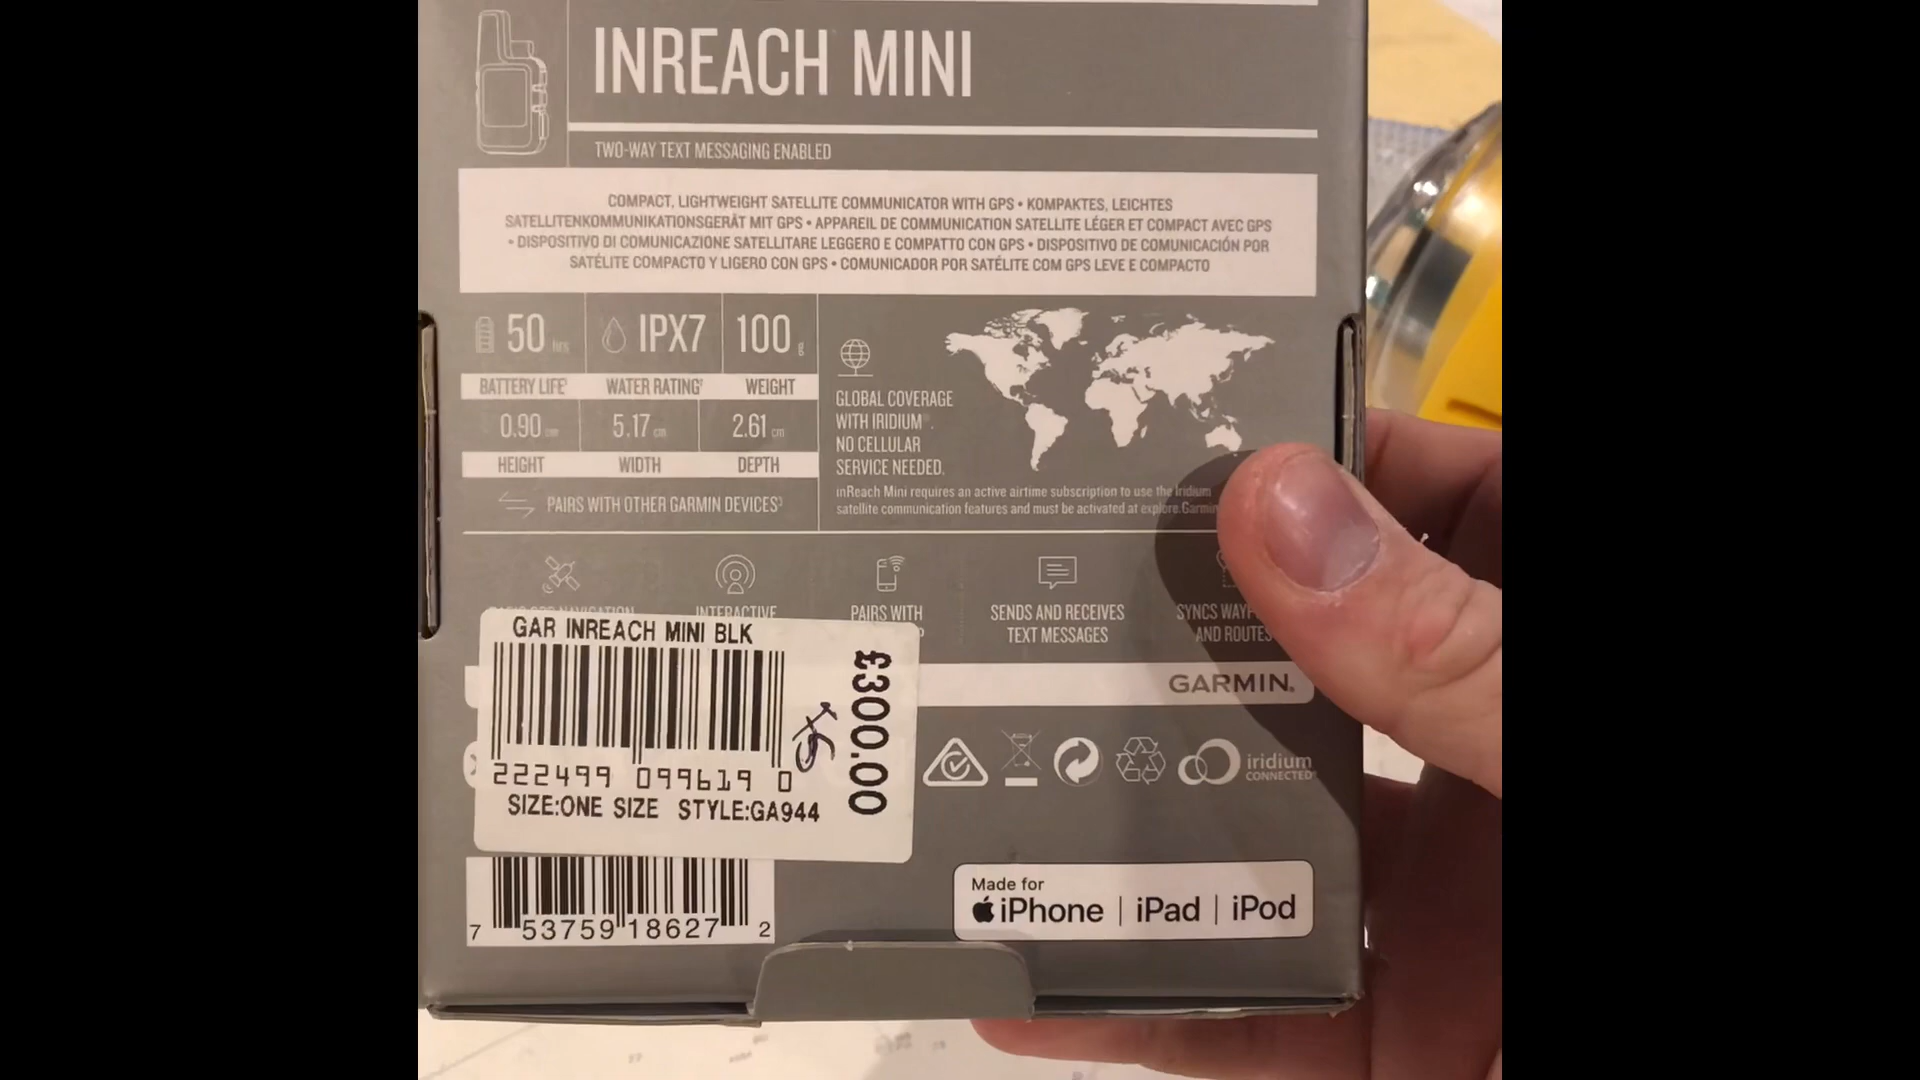 INREACH MINI
TWO-WAY TEXT MESSAGING ENABLED
COMPACT, LIGHTWEIGHT SATELLITE COMMUNICATOR WITH GPS • KOMPAKTES, LEICHTES
SATELLITENKOMMUNIKATIONSGERÄT MIT GPS • APPAREIL DE COMMUNICATION SATELLITE LÉGER ET COMPACT AVEC GPS
• DISPOSITIVO DI COMUNICAZIONE SATELLITARE LEGGERO E COMPATTO CON GPS • DISPOSITIVO DE COMUNICACIÓN POR
SATÉLITE COMPACTO Y LIGERO CON GPS • COMUNICADOR POR SATÉLITE COM GPS LEVE E COMPACTO
50 hrs IPX7 100
BATTERY LIFE¹ WATER RATING² WEIGHT
0.90 cm 5.17 cm 2.61 cm
HEIGHT WIDTH DEPTH
PAIRS WITH OTHER GARMIN DEVICES³
GLOBAL COVERAGE
WITH IRIDIUM®.
NO CELLULAR
SERVICE NEEDED.
inReach Mini requires an active airtime subscription to use the Iridium
satellite communication features and must be activated at explore.Garmin
INTERACTIVE
PAIRS WITH
SENDS AND RECEIVES
TEXT MESSAGES
SYNCS
AND ROUTES
GAR INREACH MINI BLK
222499 099619 0
SIZE:ONE SIZE STYLE:GA944
£300.00
GARMIN.
iridium
CONNECTED
7 53759 18627 2
Made for
iPhone | iPad | iPod